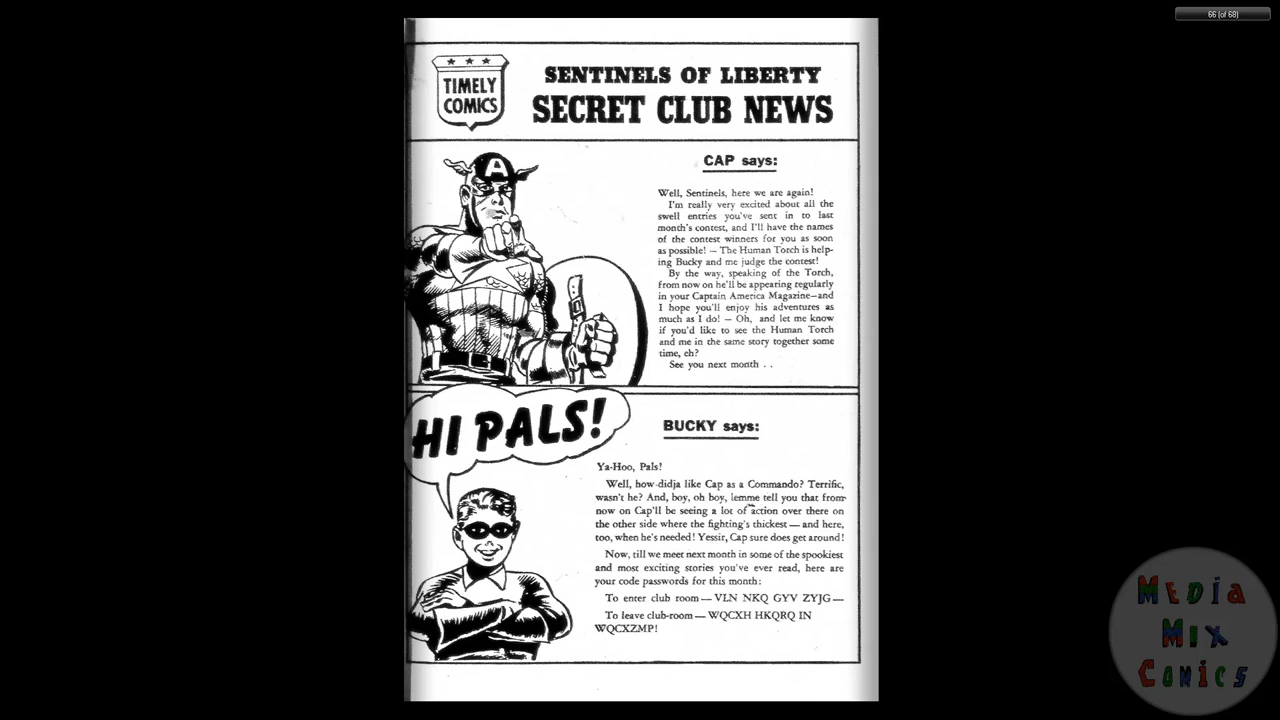 66 (of 68)
TIMELY
COMICS
SENTINELS OF LIBERTY
SECRET CLUB NEWS
A
CAP says:
Well, Sentinels, here we are again!
I'm really very excited about all the
swell entries you've sent in to last
month's contest, and I'll have the names
of the contest winners for you as soon
as possible! — The Human Torch is help-
ing Bucky and me judge the contest!
By the way, speaking of the Torch,
from now on he'll be appearing regularly
in your Captain America Magazine—and
I hope you'll enjoy his adventures as
much as I do! — Oh, and let me know
if you'd like to see the Human Torch
and me in the same story together some
time, eh?
See you next month . .
HI PALS!
BUCKY says:
Ya-Hoo, Pals!
Well, how didja like Cap as a Commando? Terrific,
wasn't he? And, boy, oh boy, lemme tell you that from
now on Cap'll be seeing a lot of action over there on
the other side where the fighting's thickest — and here,
too, when he's needed! Yessir, Cap sure does get around!
Now, till we meet next month in some of the spookiest
and most exciting stories you've ever read, here are
your code passwords for this month:
To enter club room — VLN NKQ GYV ZYJG —
To leave club-room — WQCXH HKQRQ IN
WQCXZMP!
MEDiA
Mix
Comics